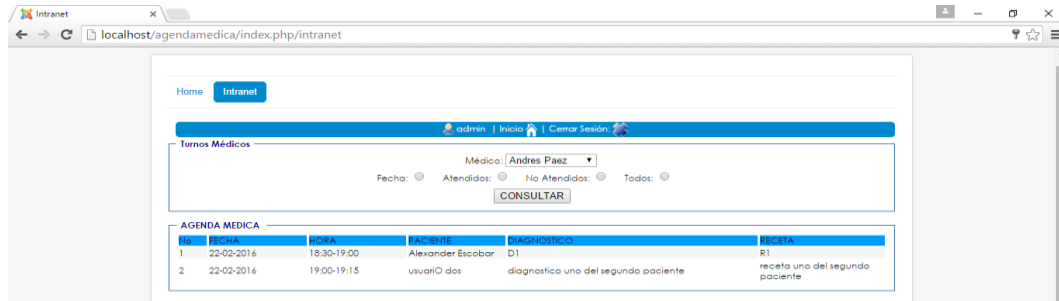 Intranet
localhost/agendamedica/index.php/intranet
Home Intranet
admin | Inicio | Cerrar Sesión:
Turnos Médicos
Médico: Andres Paez
Fecha: Atendidos: No Atendidos: Todos:
CONSULTAR
AGENDA MEDICA
No FECHA HORA PACIENTE DIAGNOSTICO RECETA
1 22-02-2016 18:30-19:00 Alexander Escobar D1 R1
2 22-02-2016 19:00-19:15 usuariO dos diagnostico uno del segundo paciente receta uno del segundo
paciente